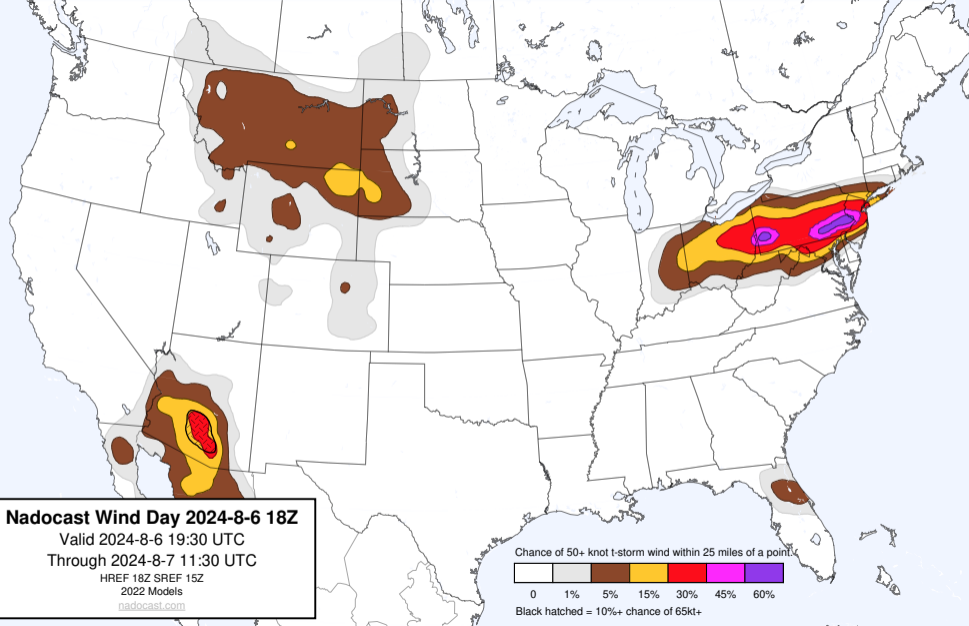 Nadocast Wind Day 2024-8-6 18Z
Valid 2024-8-6 19:30 UTC
Through 2024-8-7 11:30 UTC
HREF 18Z SREF 15Z
2022 Models
nadocast.com
Chance of 50+ knot t-storm wind within 25 miles of a point.
0 1% 5% 15% 30% 45% 60%
Black hatched = 10%+ chance of 65kt+